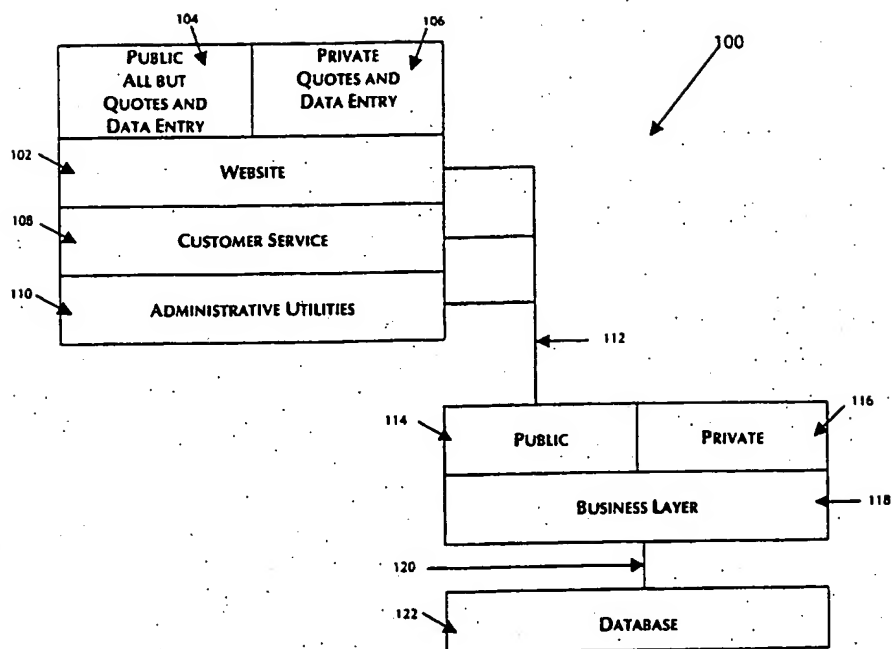 104
106
100
PUBLIC
ALL BUT
QUOTES AND
DATA ENTRY
PRIVATE
QUOTES AND
DATA ENTRY
102
WEBSITE
108
CUSTOMER SERVICE
110
ADMINISTRATIVE UTILITIES
112
114
PUBLIC
PRIVATE
116
BUSINESS LAYER
118
120
122
DATABASE